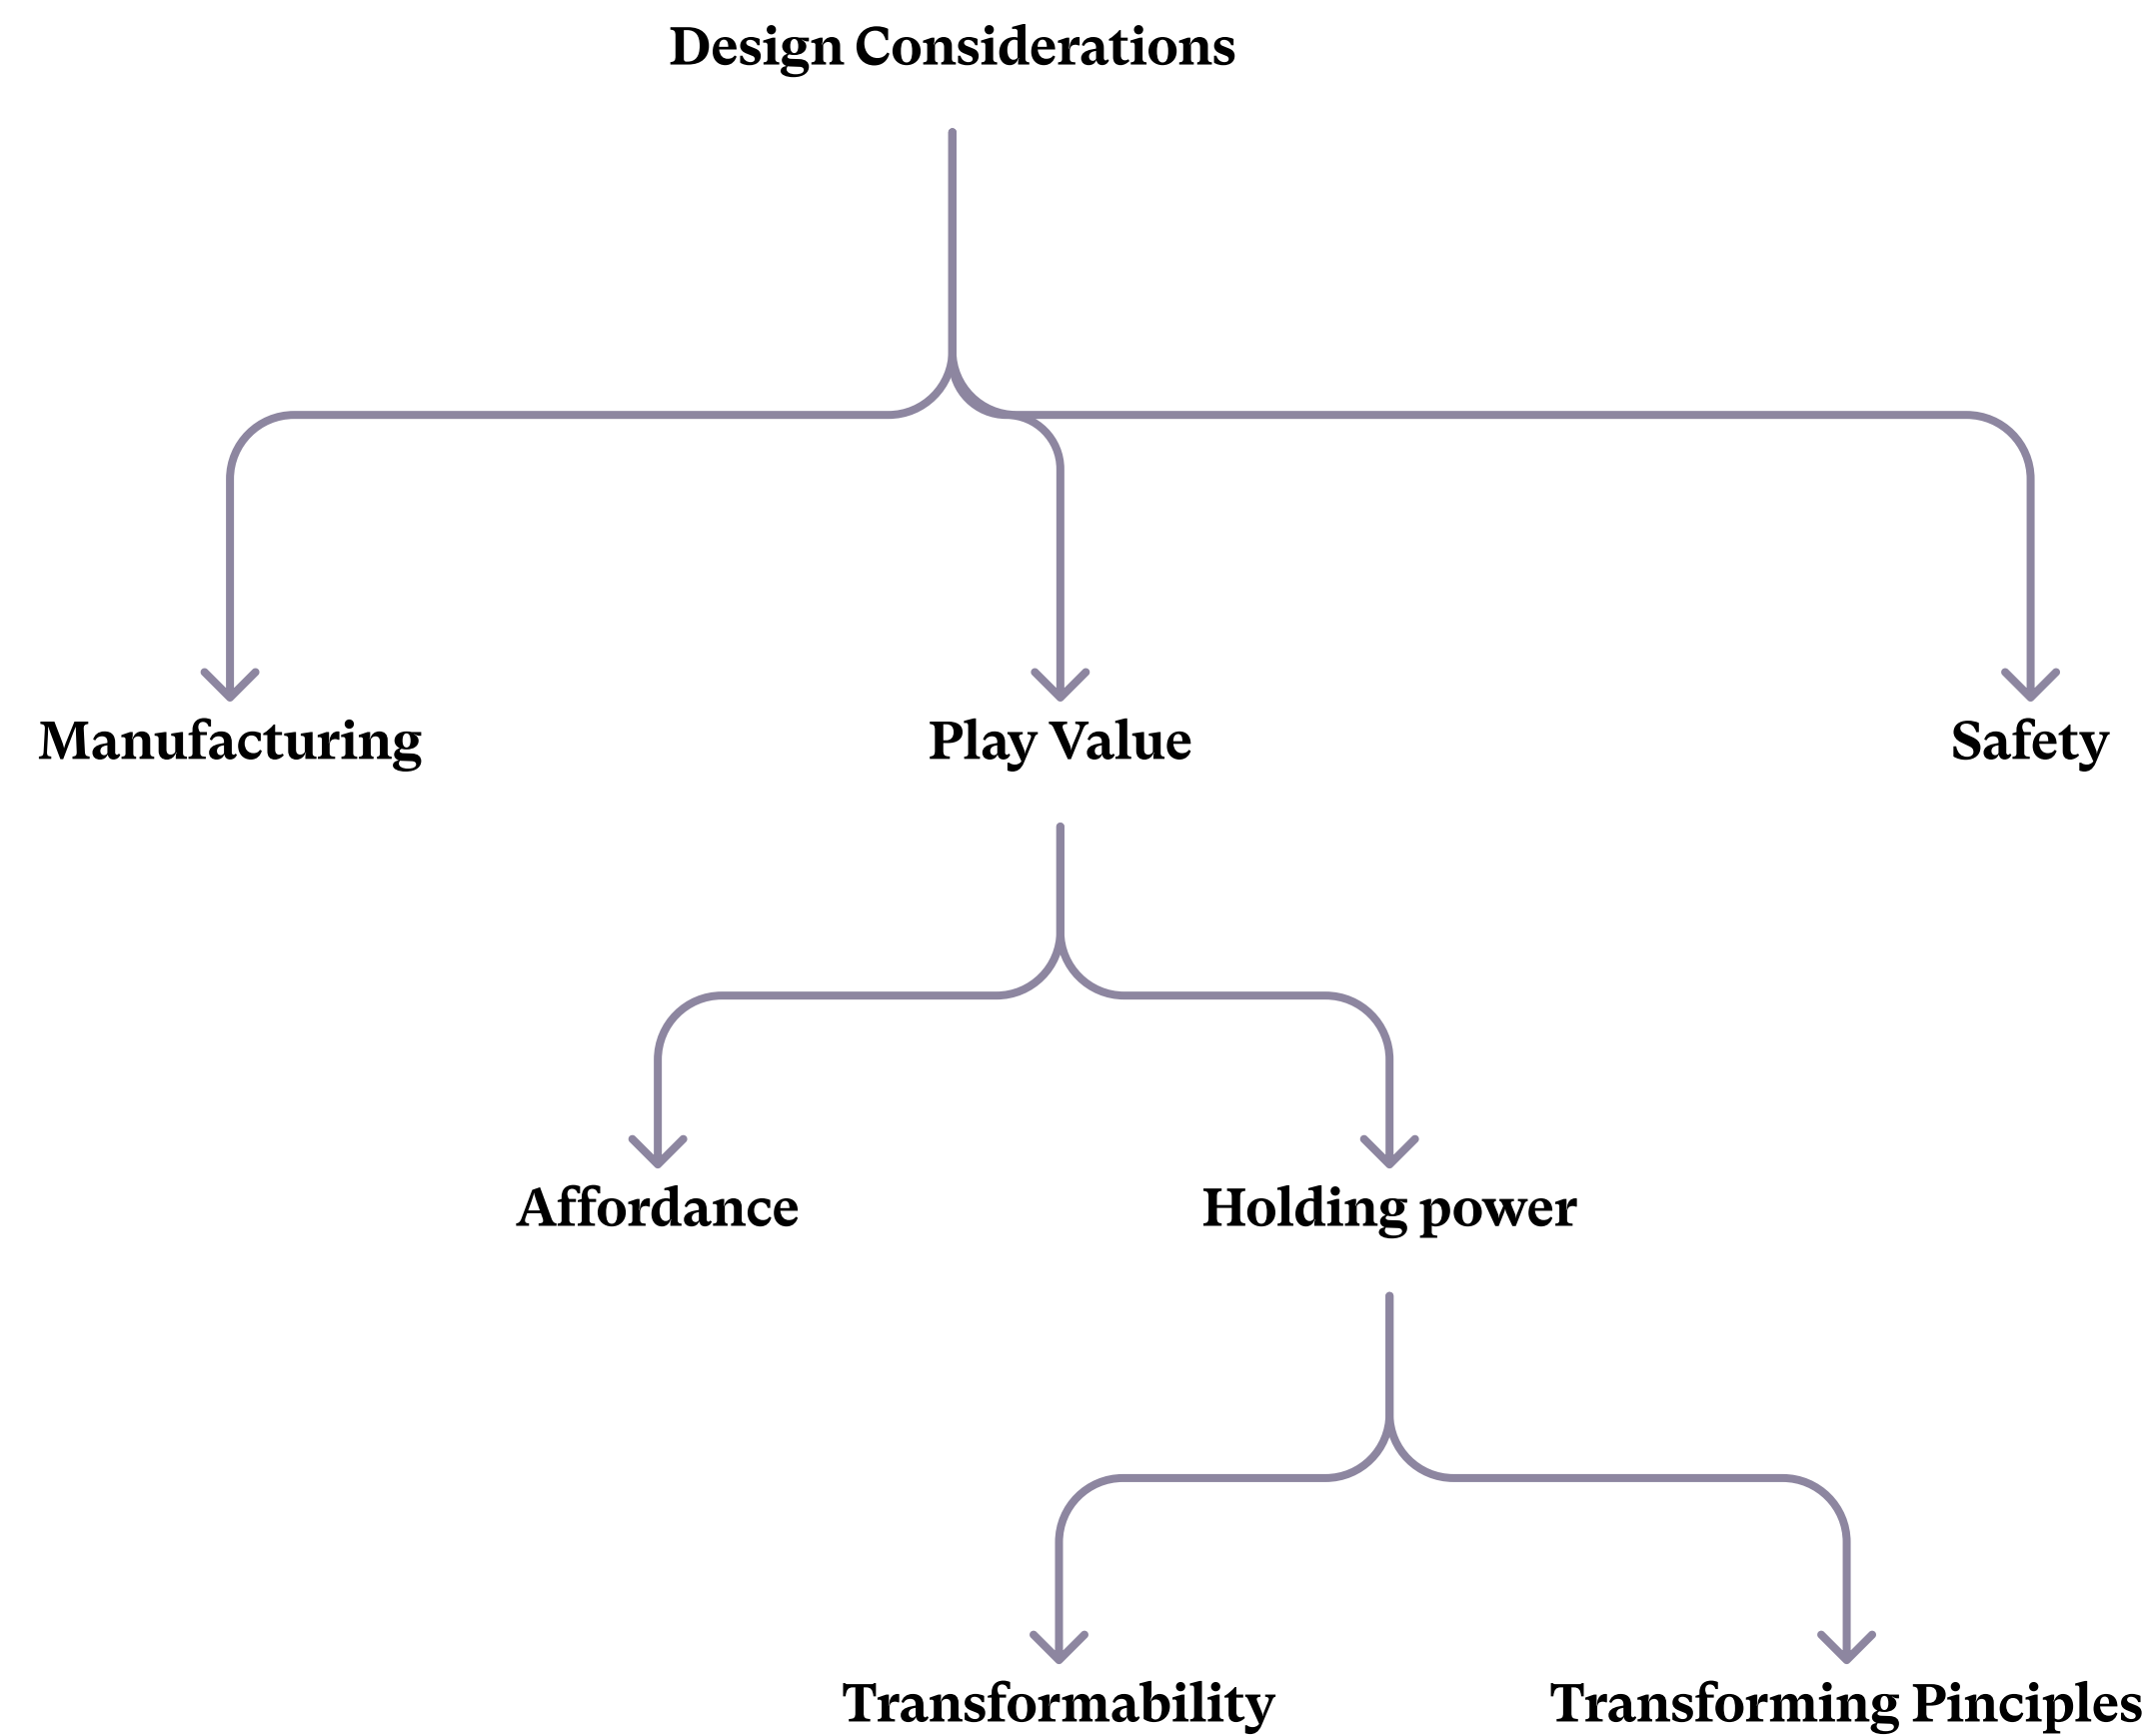 Design Considerations
Manufacturing
Play Value
Safety
Affordance
Holding power
Transformability
Transforming Pinciples